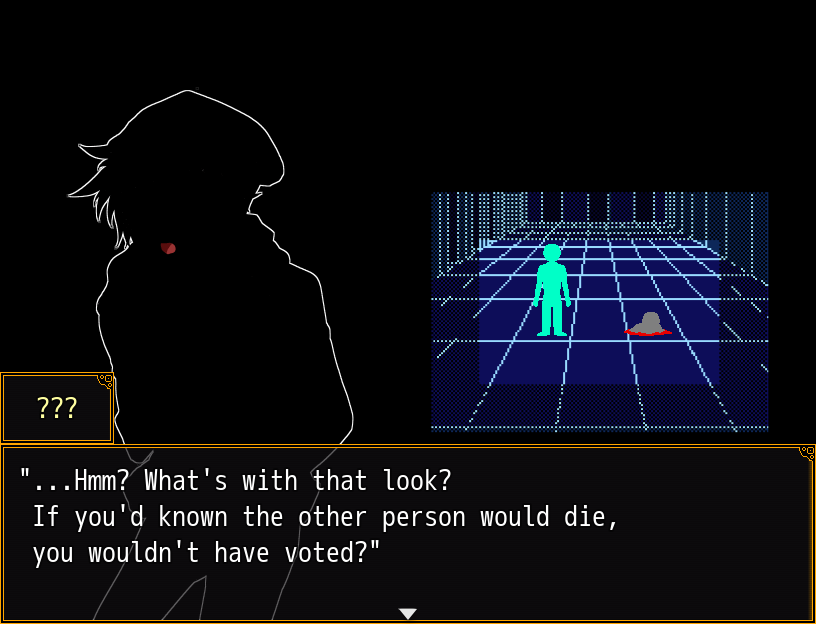 ???
"...Hmm? What's with that look?
If you'd known the other person would die,
you wouldn't have voted?"